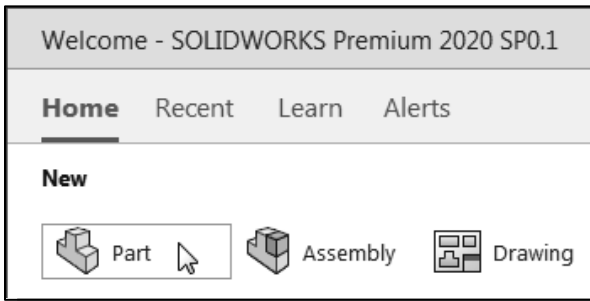 Welcome - SOLIDWORKS Premium 2020 SP0.1
Home Recent Learn Alerts
New
Part Assembly Drawing